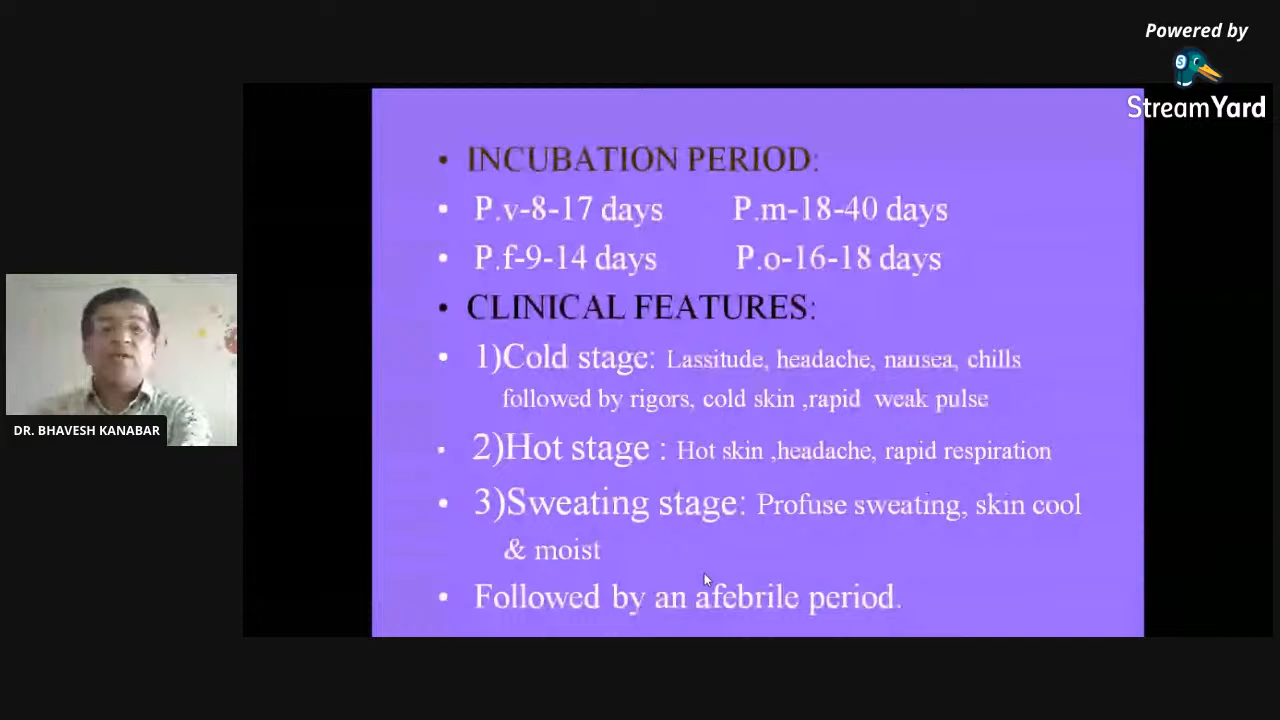 Powered by
StreamYard
• INCUBATION PERIOD:
• P.v-8-17 days P.m-18-40 days
• P.f-9-14 days P.o-16-18 days
• CLINICAL FEATURES:
• 1)Cold stage: Lassitude, headache, nausea, chills
followed by rigors, cold skin ,rapid weak pulse
• 2)Hot stage : Hot skin ,headache, rapid respiration
• 3)Sweating stage: Profuse sweating, skin cool
& moist
• Followed by an afebrile period.
DR. BHAVESH KANABAR